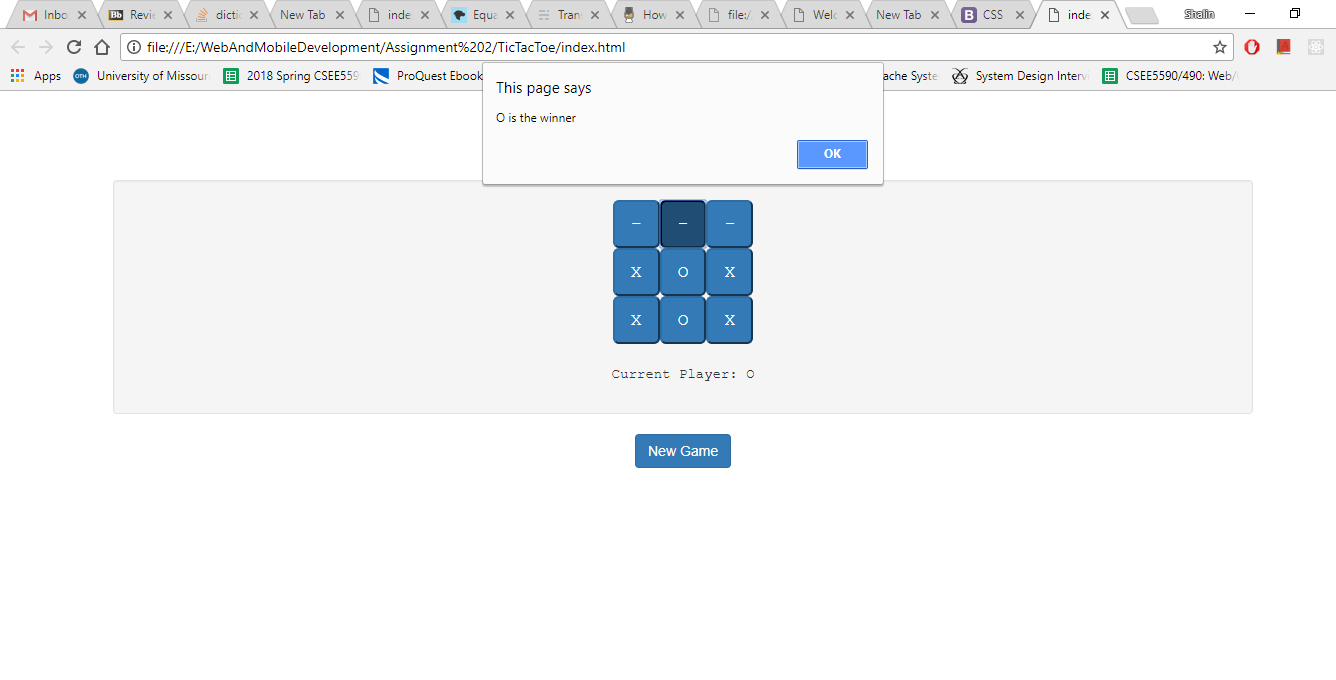 Inbo Bb Revi dictio New Tab inde Equa Tran How file:/ Welc New Tab B CSS inde Shalin
file:///E:/WebAndMobileDevelopment/Assignment%202/TicTacToe/index.html
Apps OTN University of Missour 2018 Spring CSEE559 ProQuest Ebook ache Syste System Design Interv CSEE5590/490: Web/
This page says
O is the winner
OK
– – –
X O X
X O X
Current Player: O
New Game